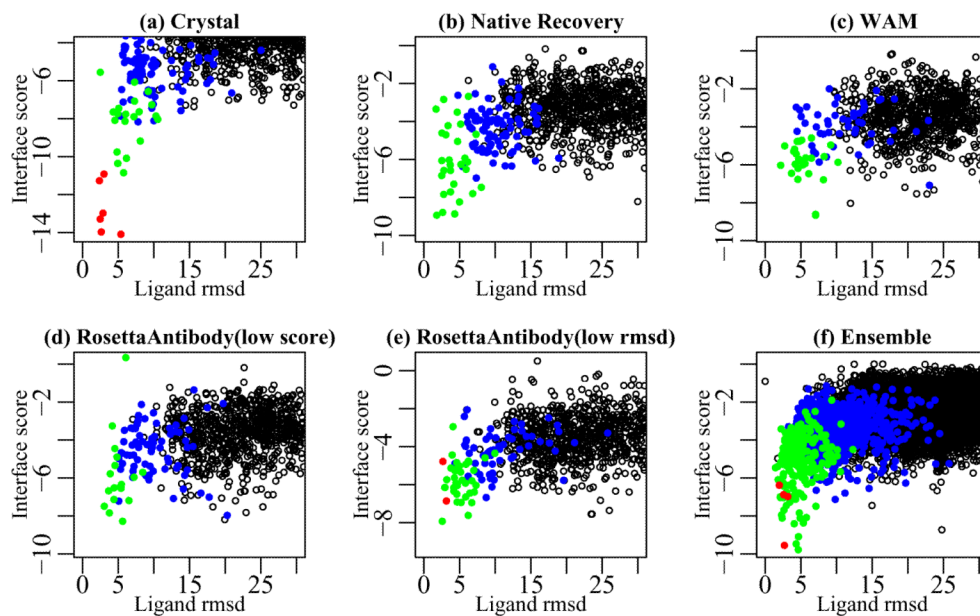 (a) Crystal
(b) Native Recovery
(c) WAM
Interface score
−6
−10
−14
0 5 15 25
Ligand rmsd
Interface score
−2
−6
−10
0 5 15 25
Ligand rmsd
Interface score
−2
−6
−10
0 5 15 25
Ligand rmsd
(d) RosettaAntibody(low score)
(e) RosettaAntibody(low rmsd)
(f) Ensemble
Interface score
−2
−6
−10
0 5 15 25
Ligand rmsd
Interface score
0
−4
−8
0 5 15 25
Ligand rmsd
Interface score
−2
−6
−10
0 5 15 25
Ligand rmsd